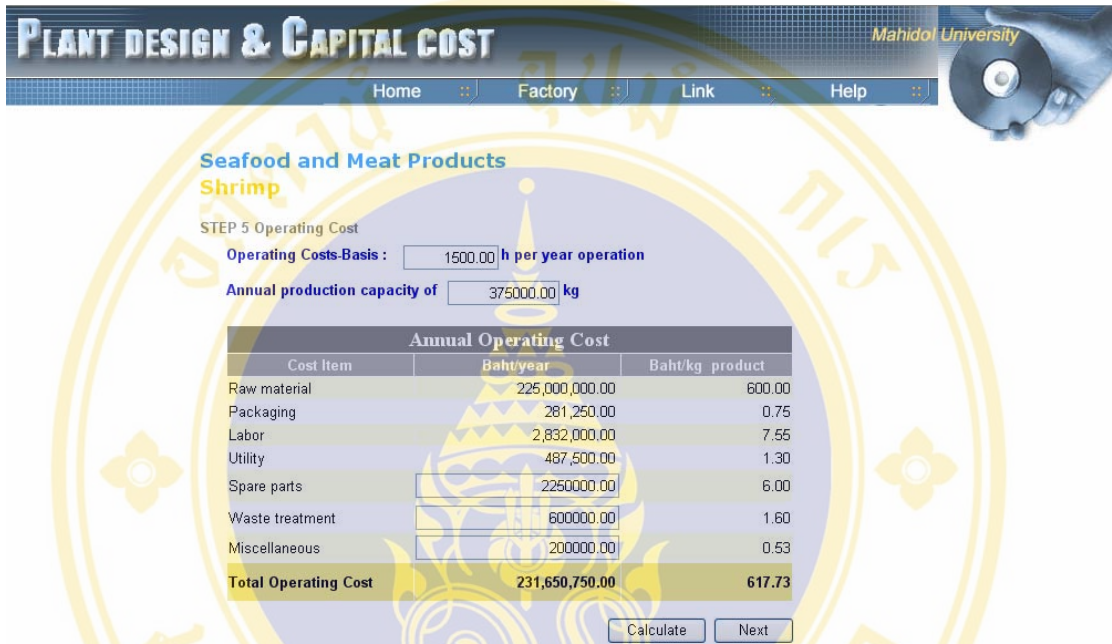 PLANT DESIGN & CAPITAL COST
Mahidol University
Home :: Factory :: Link :: Help ::
Seafood and Meat Products
Shrimp
STEP 5 Operating Cost
Operating Costs-Basis : 1500.00 h per year operation
Annual production capacity of 375000.00 kg
Annual Operating Cost
Cost Item Baht/year Baht/kg product
Raw material 225,000,000.00 600.00
Packaging 281,250.00 0.75
Labor 2,832,000.00 7.55
Utility 487,500.00 1.30
Spare parts 2250000.00 6.00
Waste treatment 600000.00 1.60
Miscellaneous 200000.00 0.53
Total Operating Cost 231,650,750.00 617.73
Calculate Next